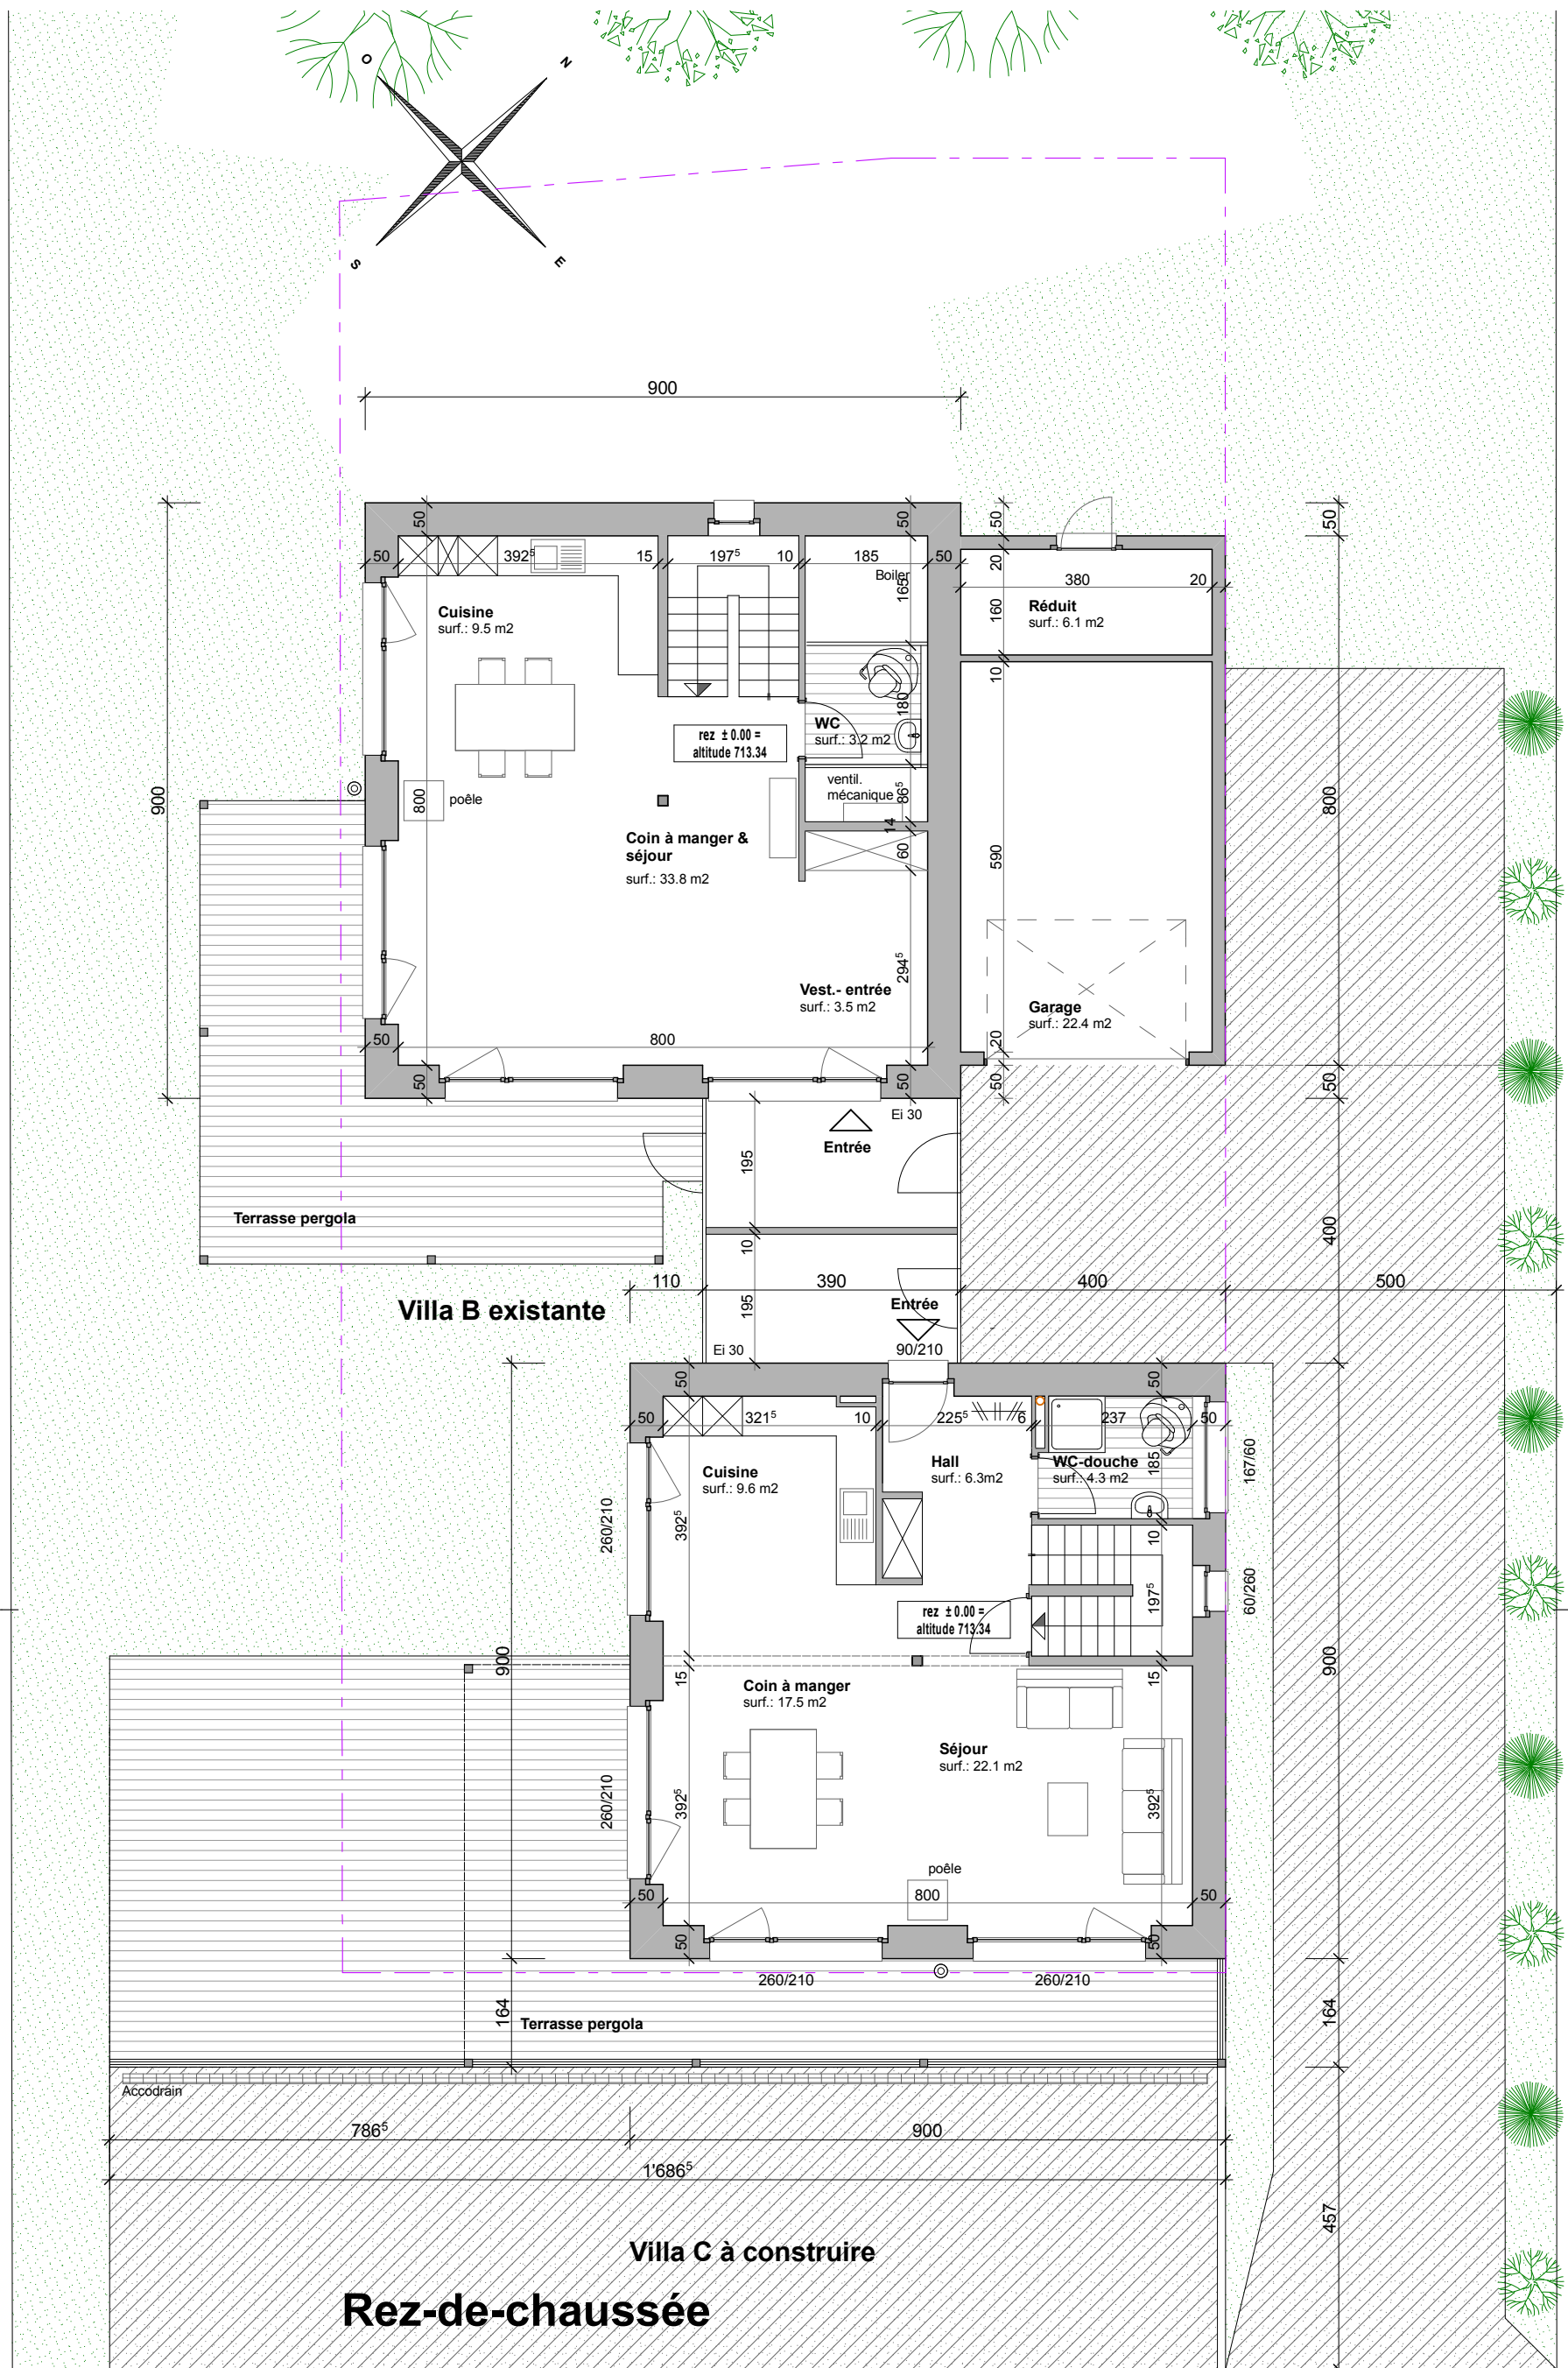 O
N
S
E
900
50
50
50
50
392⁵
15
197⁵
10
185
50
Boiler
165
20
380
20
160
Cuisine
surf.: 9.5 m2
Réduit
surf.: 6.1 m2
10
180
WC
surf.: 3.2 m2
rez ± 0.00 =
altitude 713.34
ventil.
mécanique
86⁵
900
800
poêle
800
14
60
590
Coin à manger &
séjour
surf.: 33.8 m2
294⁵
Vest.- entrée
surf.: 3.5 m2
Garage
surf.: 22.4 m2
50
800
20
50
50
50
50
Ei 30
Entrée
195
Terrasse pergola
10
400
110
390
400
500
Villa B existante
195
Entrée
Ei 30
90/210
50
50
50
321⁵
10
225⁵
6
237
50
Cuisine
surf.: 9.6 m2
Hall
surf.: 6.3m2
WC-douche
surf.: 4.3 m2
185
167/60
260/210
392⁵
10
197⁵
60/260
rez ± 0.00 =
altitude 713.34
900
15
15
900
Coin à manger
surf.: 17.5 m2
Séjour
surf.: 22.1 m2
260/210
392⁵
392⁵
poêle
50
800
50
50
50
260/210
260/210
164
Terrasse pergola
164
Accodrain
786⁵
900
1'686⁵
457
Villa C à construire
Rez-de-chaussée